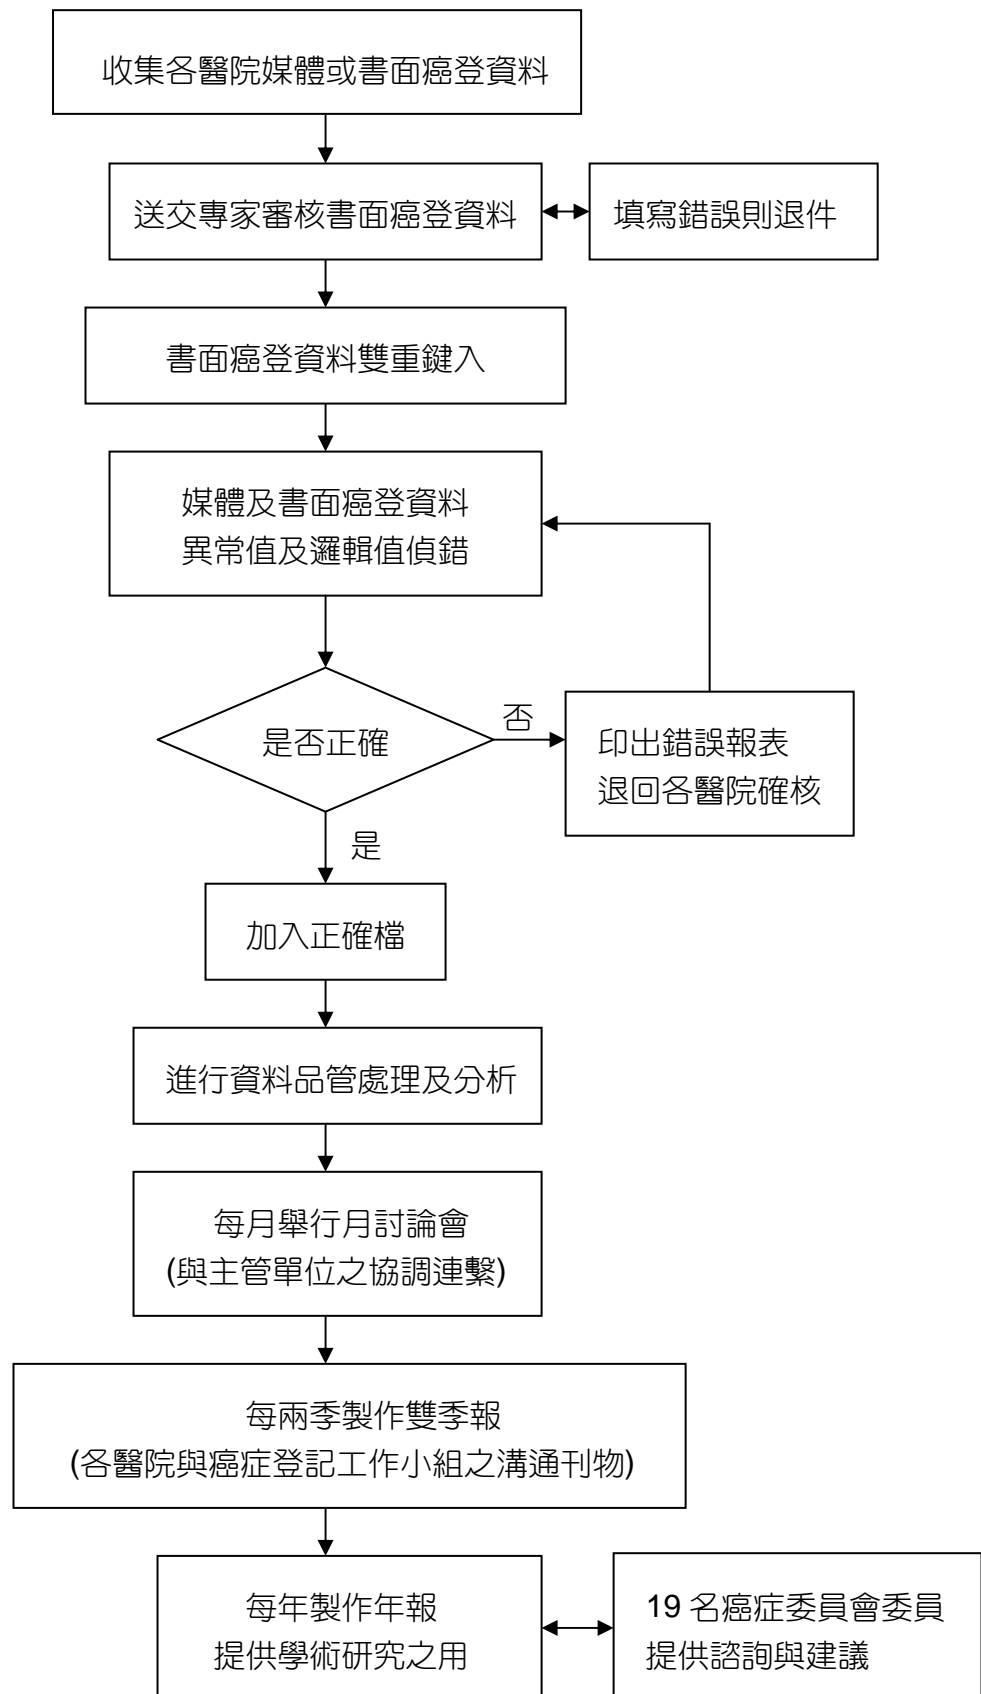 收集各醫院媒體或書面癌登資料
送交專家審核書面癌登資料
填寫錯誤則退件
書面癌登資料雙重鍵入
媒體及書面癌登資料
異常值及邏輯值偵錯
是否正確
否
印出錯誤報表
退回各醫院確核
是
加入正確檔
進行資料品管處理及分析
每月舉行月討論會
(與主管單位之協調連繫)
每兩季製作雙季報
(各醫院與癌症登記工作小組之溝通刊物)
每年製作年報
提供學術研究之用
19 名癌症委員會委員
提供諮詢與建議